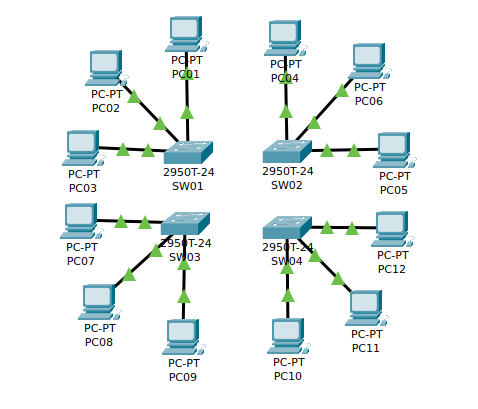 PC-PT
PC01
PC-PT
PC04
PC-PT
PC02
PC-PT
PC06
PC-PT
PC03
2950T-24
SW01
2950T-24
SW02
PC-PT
PC05
PC-PT
PC07
2950T-24
SW03
2950T-24
SW04
PC-PT
PC12
PC-PT
PC08
PC-PT
PC11
PC-PT
PC09
PC-PT
PC10